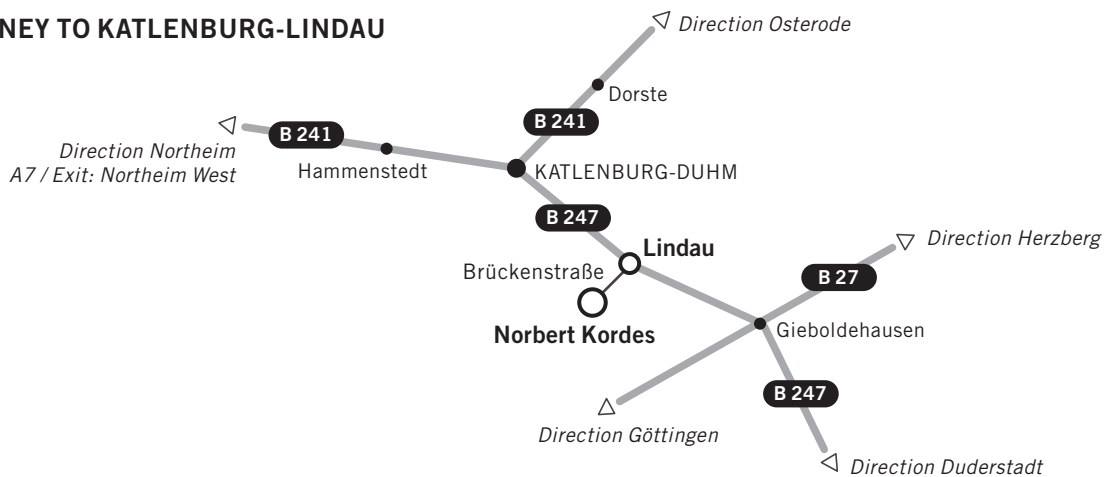 NEY TO KATLENBURG-LINDAU
Direction Osterode
Dorste
B 241
B 241
Direction Northeim
A7 / Exit: Northeim West
Hammenstedt
KATLENBURG-DUHM
B 247
Lindau
Direction Herzberg
Brückenstraße
B 27
Norbert Kordes
Gieboldehausen
B 247
Direction Göttingen
Direction Duderstadt